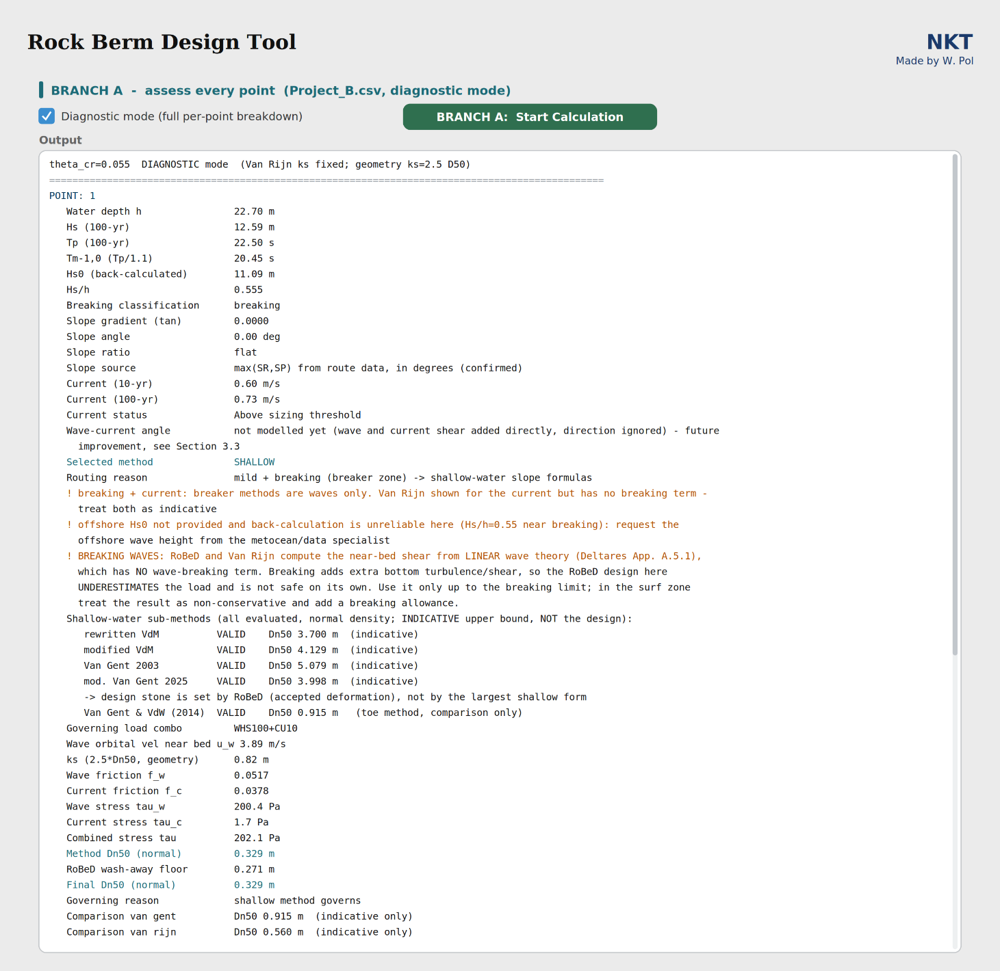 Rock Berm Design Tool
NKT
Made by W. Pol
BRANCH A - assess every point (Project_B.csv, diagnostic mode)
Diagnostic mode (full per-point breakdown)
BRANCH A: Start Calculation
Output
theta_cr=0.055 DIAGNOSTIC mode (Van Rijn ks fixed; geometry ks=2.5 D50)
================================================================================================
POINT: 1
Water depth h 22.70 m
Hs (100-yr) 12.59 m
Tp (100-yr) 22.50 s
Tm-1,0 (Tp/1.1) 20.45 s
Hs0 (back-calculated) 11.09 m
Hs/h 0.555
Breaking classification breaking
Slope gradient (tan) 0.0000
Slope angle 0.00 deg
Slope ratio flat
Slope source max(SR,SP) from route data, in degrees (confirmed)
Current (10-yr) 0.60 m/s
Current (100-yr) 0.73 m/s
Current status Above sizing threshold
Wave-current angle not modelled yet (wave and current shear added directly, direction ignored) - future
improvement, see Section 3.3
Selected method SHALLOW
Routing reason mild + breaking (breaker zone) -> shallow-water slope formulas
! breaking + current: breaker methods are waves only. Van Rijn shown for the current but has no breaking term -
treat both as indicative
! offshore Hs0 not provided and back-calculation is unreliable here (Hs/h=0.55 near breaking): request the
offshore wave height from the metocean/data specialist
! BREAKING WAVES: RoBeD and Van Rijn compute the near-bed shear from LINEAR wave theory (Deltares App. A.5.1),
which has NO wave-breaking term. Breaking adds extra bottom turbulence/shear, so the RoBeD design here
UNDERESTIMATES the load and is not safe on its own. Use it only up to the breaking limit; in the surf zone
treat the result as non-conservative and add a breaking allowance.
Shallow-water sub-methods (all evaluated, normal density; INDICATIVE upper bound, NOT the design):
rewritten VdM VALID Dn50 3.700 m (indicative)
modified VdM VALID Dn50 4.129 m (indicative)
Van Gent 2003 VALID Dn50 5.079 m (indicative)
mod. Van Gent 2025 VALID Dn50 3.998 m (indicative)
-> design stone is set by RoBeD (accepted deformation), not by the largest shallow form
Van Gent & VdW (2014) VALID Dn50 0.915 m (toe method, comparison only)
Governing load combo WHS100+CU10
Wave orbital vel near bed u_w 3.89 m/s
ks (2.5*Dn50, geometry) 0.82 m
Wave friction f_w 0.0517
Current friction f_c 0.0378
Wave stress tau_w 200.4 Pa
Current stress tau_c 1.7 Pa
Combined stress tau 202.1 Pa
Method Dn50 (normal) 0.329 m
RoBeD wash-away floor 0.271 m
Final Dn50 (normal) 0.329 m
Governing reason shallow method governs
Comparison van gent Dn50 0.915 m (indicative only)
Comparison van rijn Dn50 0.560 m (indicative only)